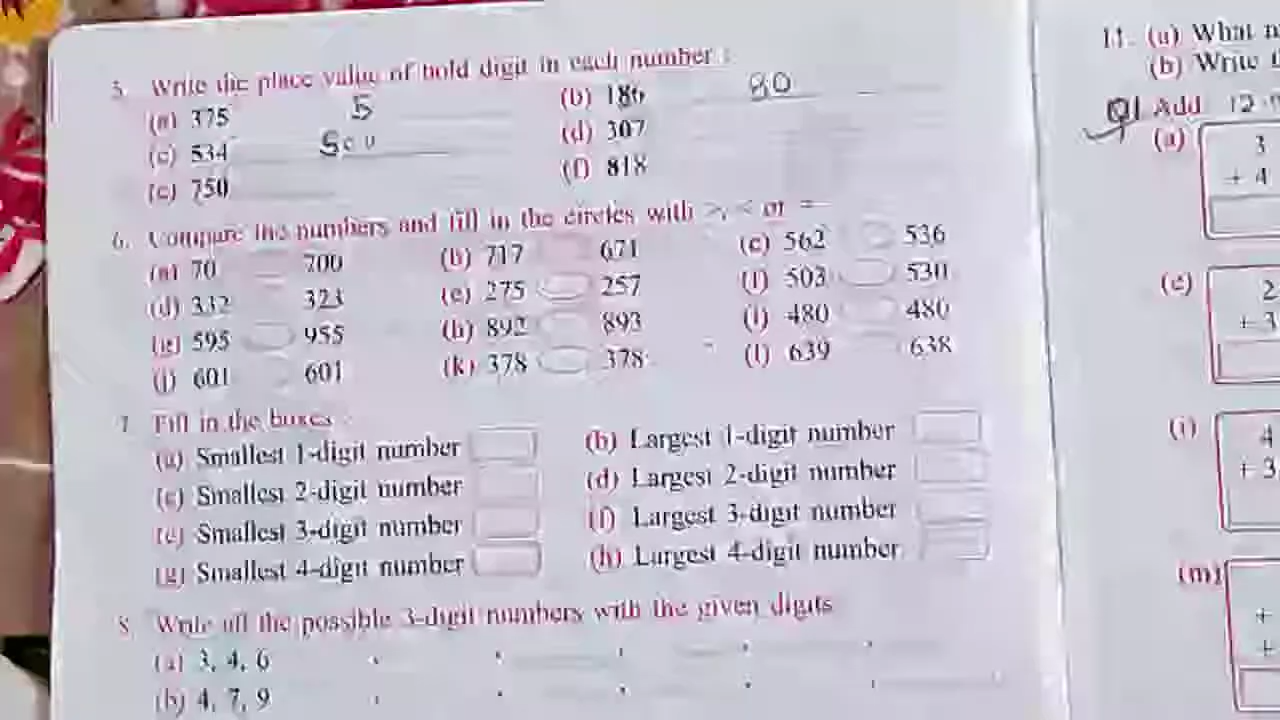 5. Write the place value of bold digit in each number :
(a) 375 5 (b) 186 80
(c) 534 500 (d) 307
(e) 750 (f) 818
6. Compare the numbers and fill in the circles with >, < or =
(a) 70 700 (b) 717 671 (c) 562 536
(d) 332 323 (e) 275 257 (f) 503 530
(g) 595 955 (h) 892 893 (i) 480 480
(j) 601 601 (k) 378 378 (l) 639 638
7. Fill in the boxes :
(a) Smallest 1-digit number (b) Largest 1-digit number
(c) Smallest 2-digit number (d) Largest 2-digit number
(e) Smallest 3-digit number (f) Largest 3-digit number
(g) Smallest 4-digit number (h) Largest 4-digit number
8. Write all the possible 3-digit numbers with the given digits
(a) 3, 4, 6
(b) 4, 7, 9
11. (a) What
(b) Write
Q1 Add
(a) 3
+ 4
(e) 2
+ 3
(i) 4
+ 3
(m)
+
+